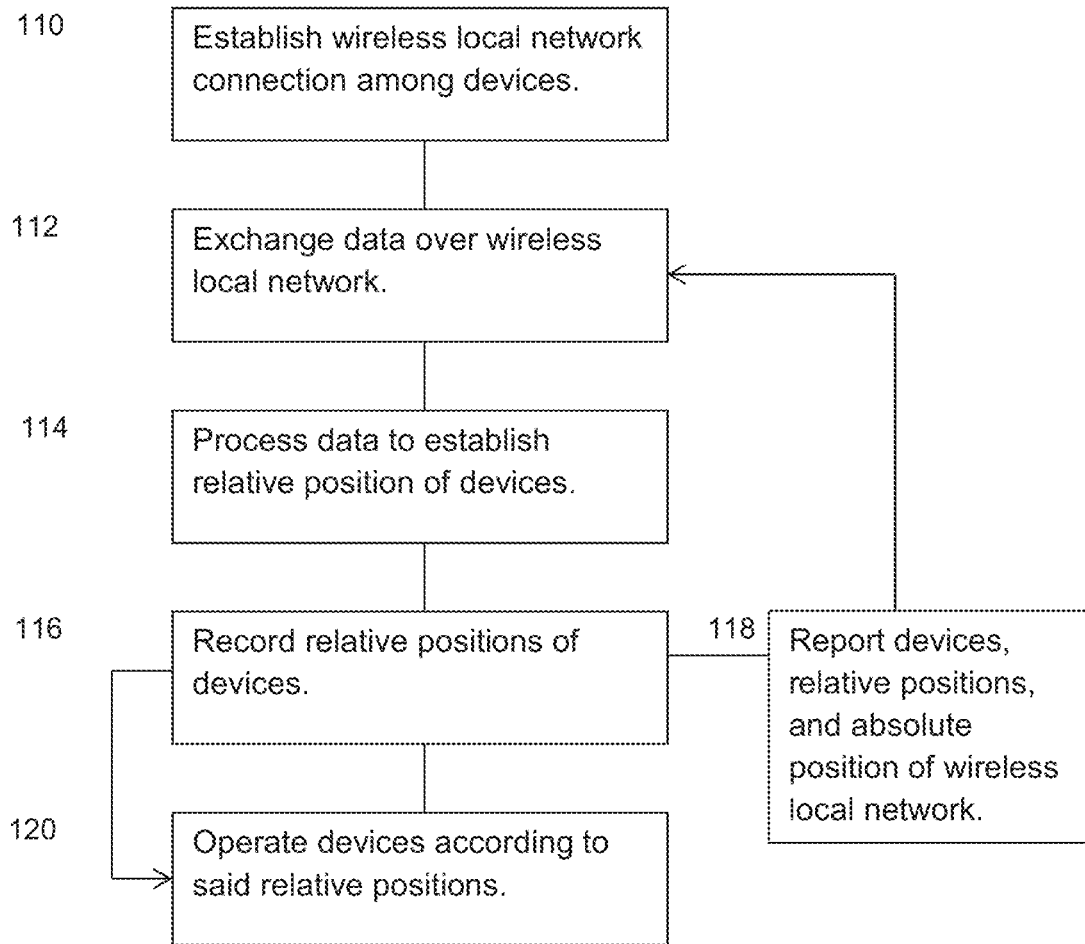 110
Establish wireless local network
connection among devices.
112
Exchange data over wireless
local network.
114
Process data to establish
relative position of devices.
116
Record relative positions of
devices.
118
Report devices,
relative positions,
and absolute
position of wireless
local network.
120
Operate devices according to
said relative positions.